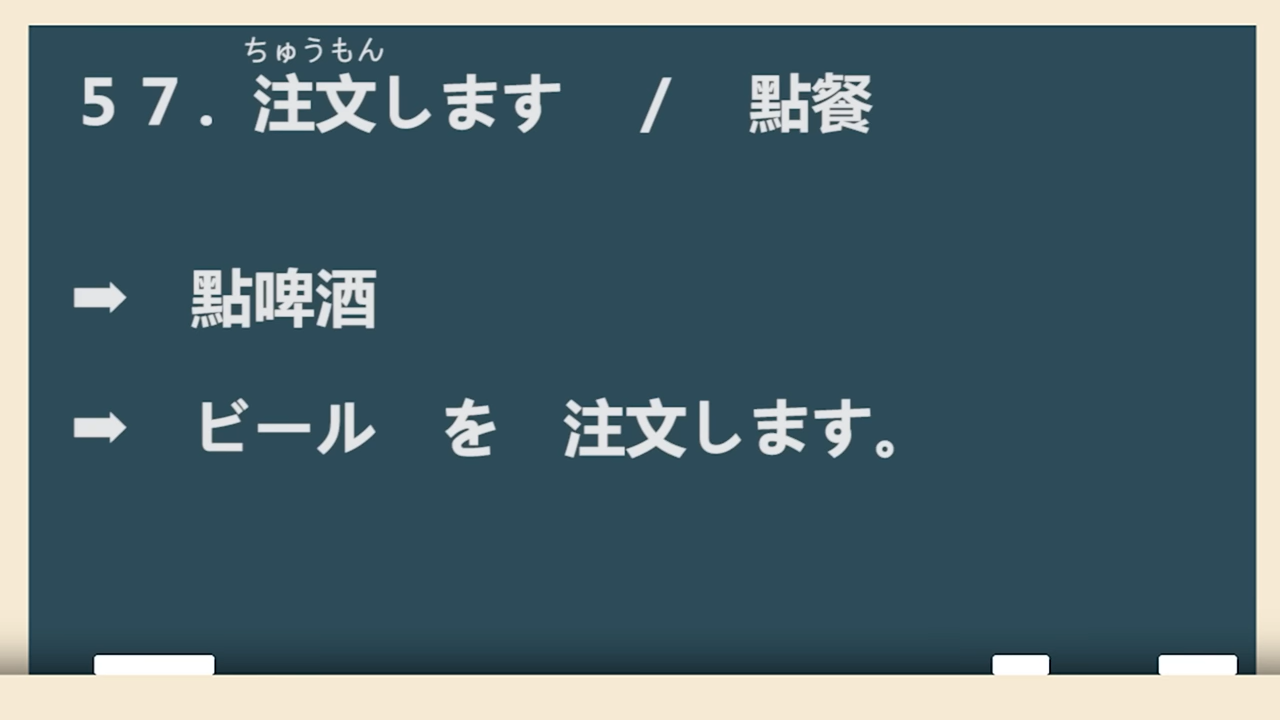 ちゅうもん
５７. 注文します / 點餐
➡ 點啤酒
➡ ビール を 注文します。